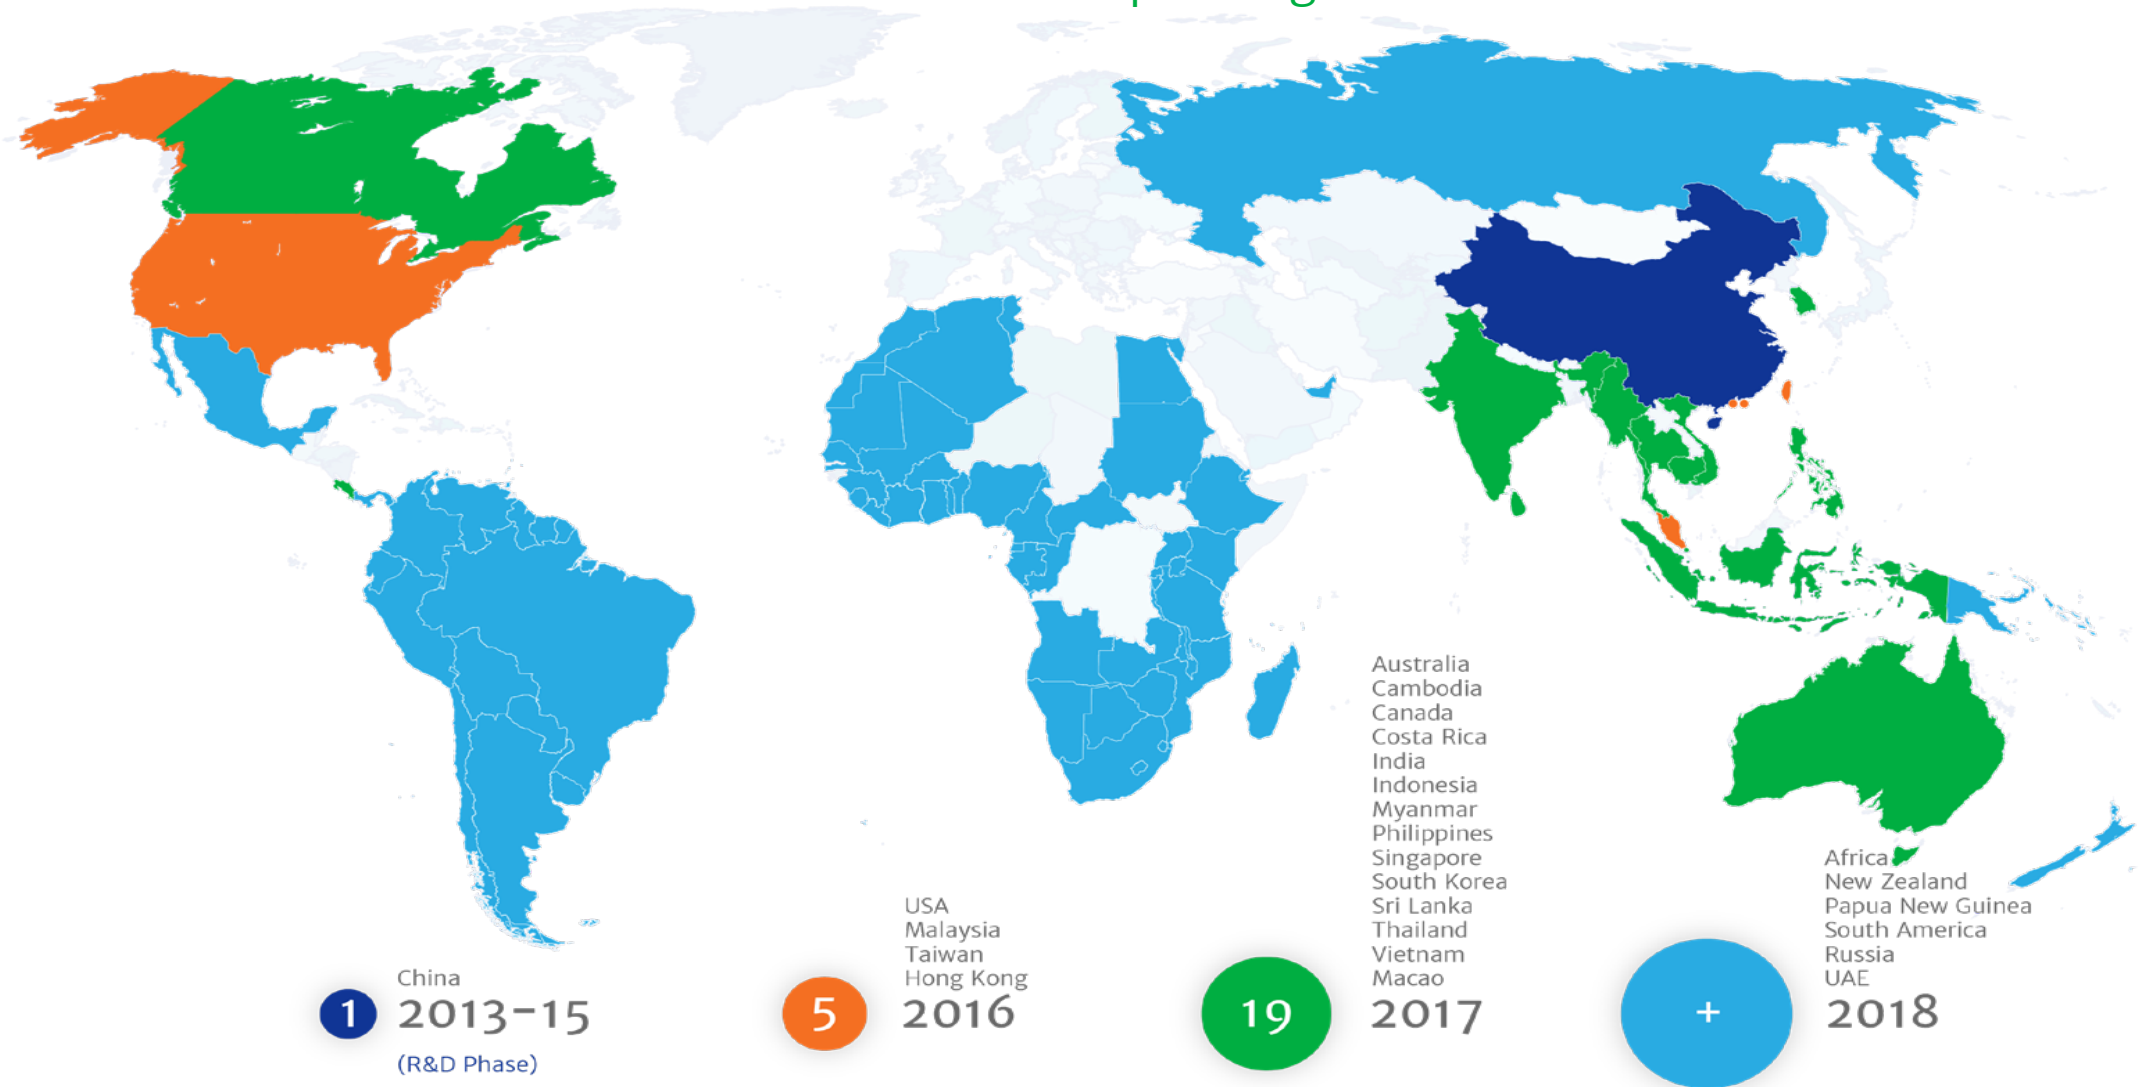 1
China
2013-15
(R&D Phase)
5
USA
Malaysia
Taiwan
Hong Kong
2016
19
Australia
Cambodia
Canada
Costa Rica
India
Indonesia
Myanmar
Philippines
Singapore
South Korea
Sri Lanka
Thailand
Vietnam
Macao
2017
+
Africa
New Zealand
Papua New Guinea
South America
Russia
UAE
2018